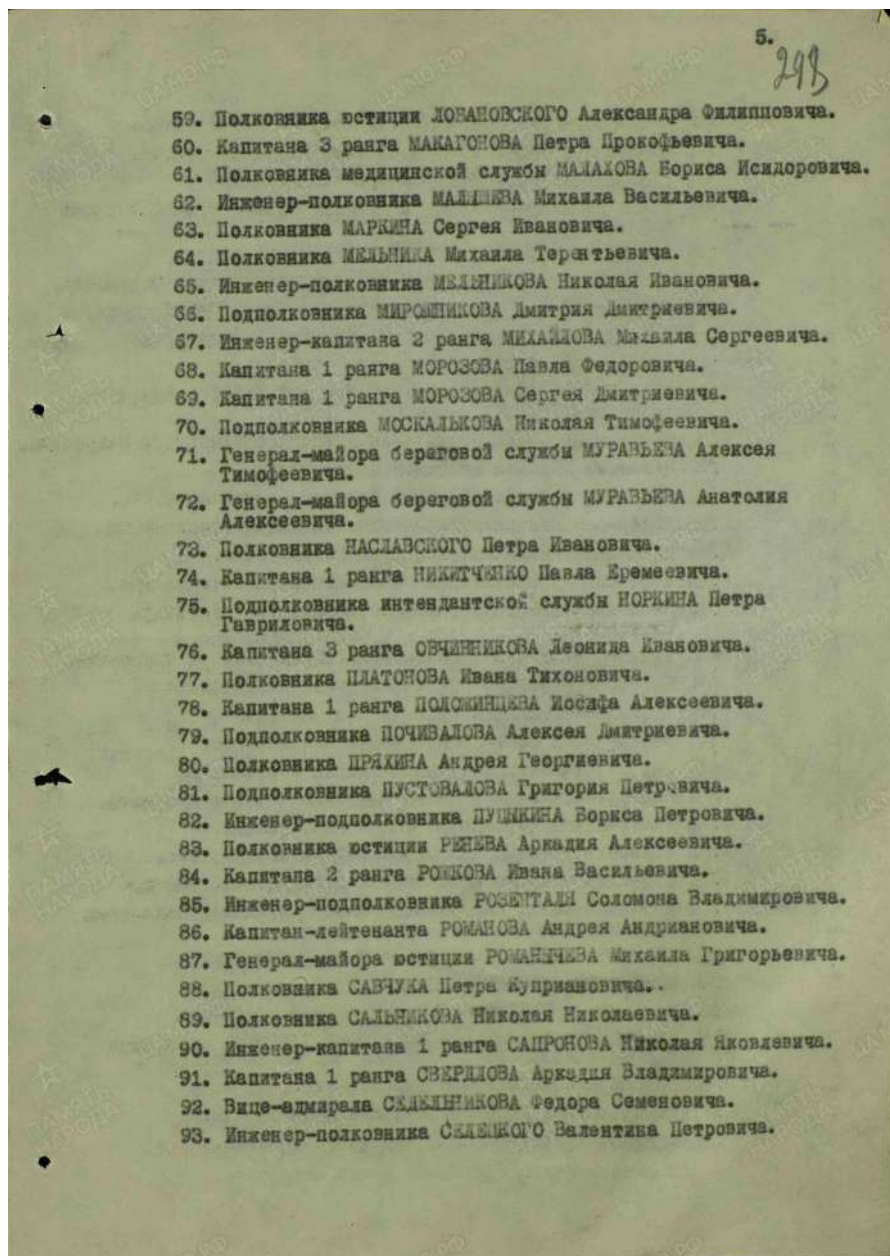 5.
298
59. Полковника юстиции ЛОБАНОВСКОГО Александра Филипповича.
60. Капитана 3 ранга МАКАГОНОВА Петра Прокофьевича.
61. Полковника медицинской службы МАЛАХОВА Бориса Исидоровича.
62. Инженер-полковника МАЛЫШЕВА Михаила Васильевича.
63. Полковника МАРКИНА Сергея Ивановича.
64. Полковника МЕЛЬНИКА Михаила Терентьевича.
65. Инженер-полковника МЕЛЬНИКОВА Николая Ивановича.
66. Подполковника МИРОШНИКОВА Дмитрия Дмитриевича.
67. Инженер-капитана 2 ранга МИХАЙЛОВА Михаила Сергеевича.
68. Капитана 1 ранга МОРОЗОВА Павла Федоровича.
69. Капитана 1 ранга МОРОЗОВА Сергея Дмитриевича.
70. Подполковника МОСКАЛЬКОВА Николая Тимофеевича.
71. Генерал-майора береговой службы МУРАВЬЕВА Алексея
Тимофеевича.
72. Генерал-майора береговой службы МУРАВЬЕВА Анатолия
Алексеевича.
73. Полковника НАСЛАВСКОГО Петра Ивановича.
74. Капитана 1 ранга НИКИТЧЕНКО Павла Еремеевича.
75. Подполковника интендантской службы НОРКИНА Петра
Гавриловича.
76. Капитана 3 ранга ОВЧИННИКОВА Леонида Ивановича.
77. Полковника ПЛАТОНОВА Ивана Тихоновича.
78. Капитана 1 ранга ПОЛОЖИНЦЕВА Иосифа Алексеевича.
79. Подполковника ПОЧИВАЛОВА Алексея Дмитриевича.
80. Полковника ПРЯХИНА Андрея Георгиевича.
81. Подполковника ПУСТОВАЛОВА Григория Петровича.
82. Инженер-подполковника ПУПЫКИНА Бориса Петровича.
83. Полковника юстиции РЕНЕВА Аркадия Алексеевича.
84. Капитана 2 ранга РОЖКОВА Ивана Васильевича.
85. Инженер-подполковника РОЗЕНТАЛЯ Соломона Владимировича.
86. Капитан-лейтенанта РОМАНОВА Андрея Андриановича.
87. Генерал-майора юстиции РОМАНЫЧЕВА Михаила Григорьевича.
88. Полковника САВЧУКА Петра Куприановича..
89. Полковника САЛЬНИКОВА Николая Николаевича.
90. Инженер-капитана 1 ранга САПРОНОВА Николая Яковлевича.
91. Капитана 1 ранга СВЕРДЛОВА Аркадия Владимировича.
92. Вице-адмирала СЕДЕЛЬНИКОВА Федора Семеновича.
93. Инженер-полковника СЕЛЕЦКОГО Валентина Петровича.